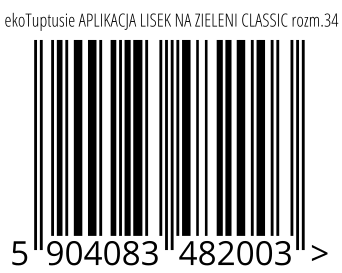 ekoTuptusie APLIKACJA LISEK NA ZIELENI CLASSIC rozm.34
5 904083 482003 >